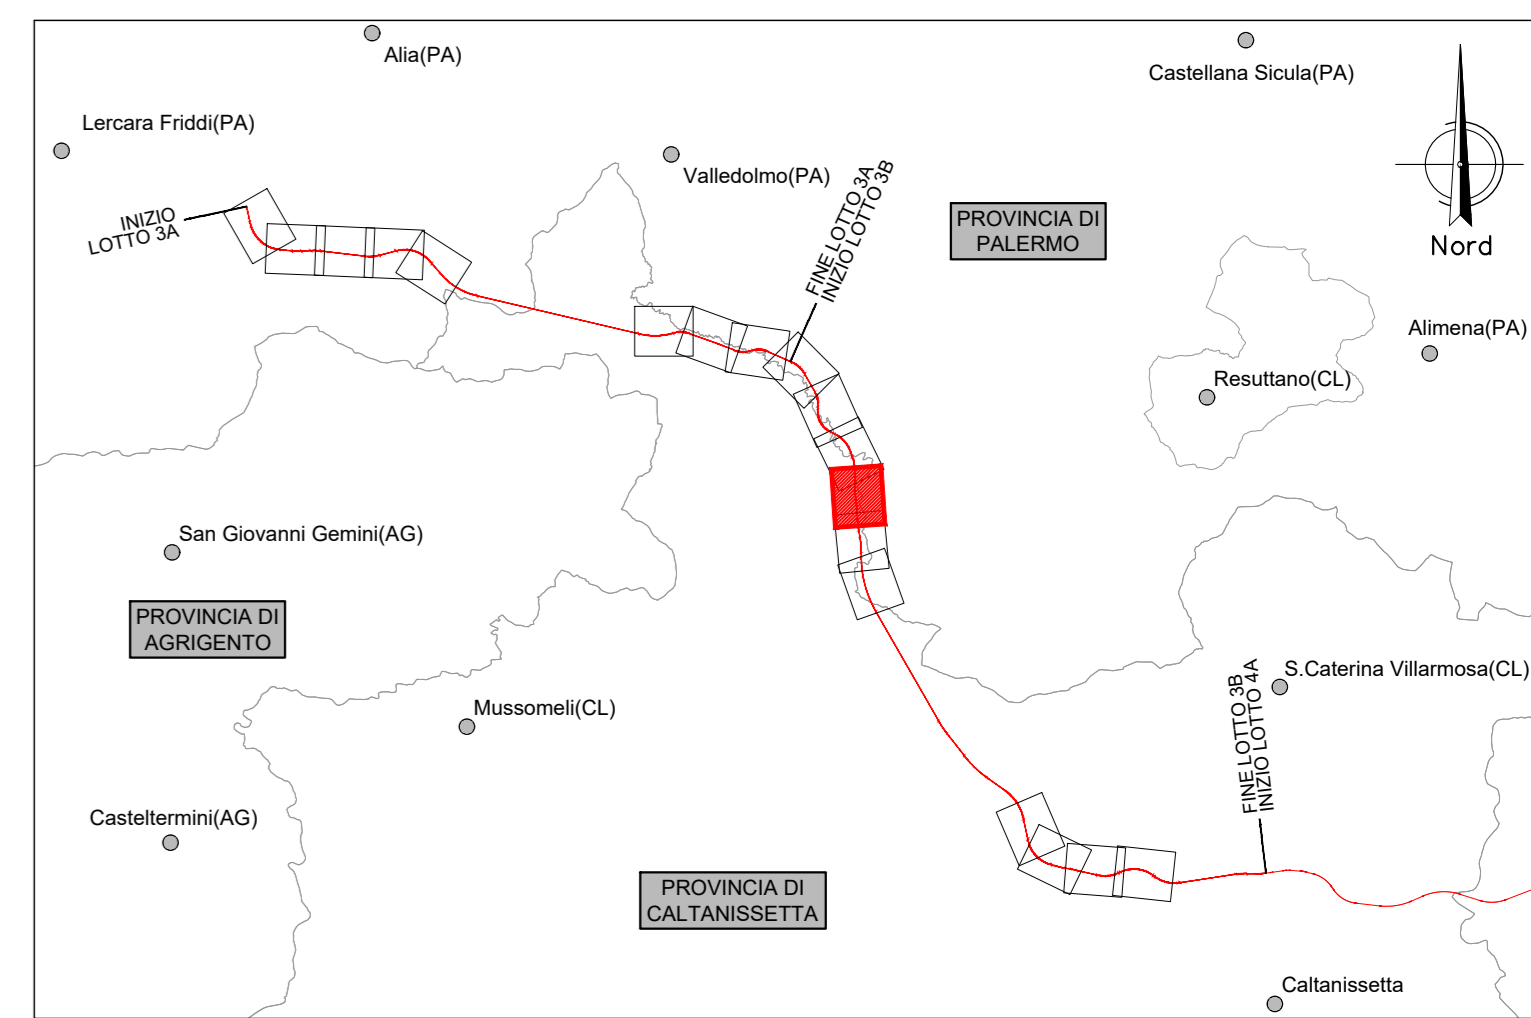 Alia(PA)
Castellana Sicula(PA)
Lercara Friddi(PA)
Valledolmo(PA)
INIZIO
LOTTO 3A
FINE LOTTO 3A
INIZIO LOTTO 3B
PROVINCIA DI
PALERMO
Nord
Alimena(PA)
Resuttano(CL)
San Giovanni Gemini(AG)
PROVINCIA DI
AGRIGENTO
S.Caterina Villarmosa(CL)
Mussomeli(CL)
FINE LOTTO 3B
INIZIO LOTTO 4A
Casteltermini(AG)
PROVINCIA DI
CALTANISSETTA
Caltanissetta